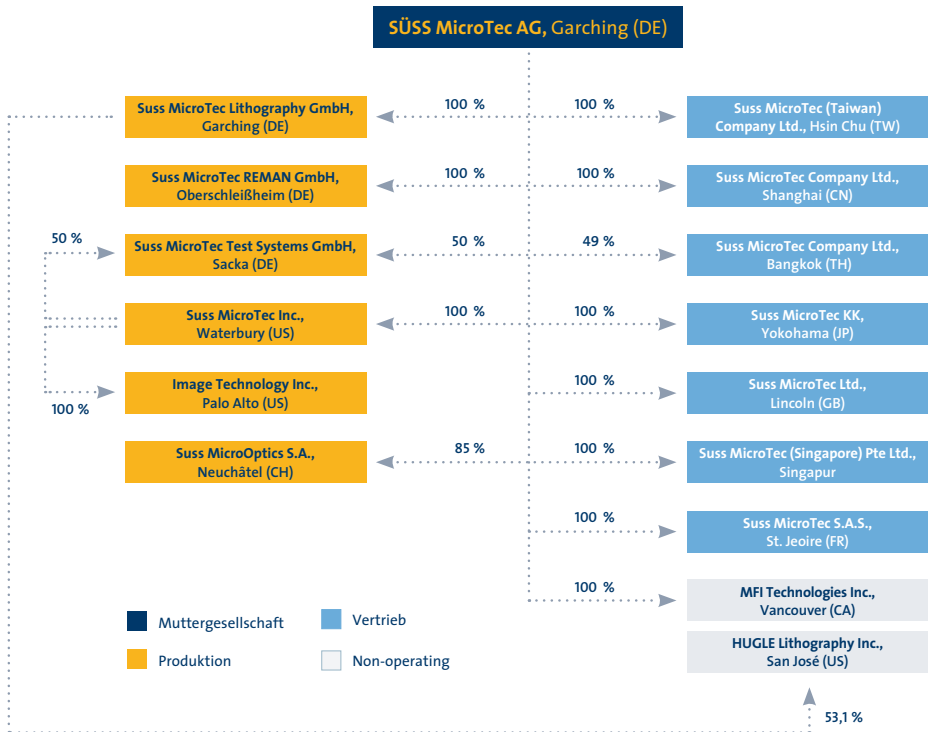 SÜSS MicroTec AG, Garching (DE)
Suss MicroTec Lithography GmbH,
Garching (DE)
100 %
100 %
Suss MicroTec (Taiwan)
Company Ltd., Hsin Chu (TW)
Suss MicroTec REMAN GmbH,
Oberschleißheim (DE)
100 %
100 %
Suss MicroTec Company Ltd.,
Shanghai (CN)
50 %
Suss MicroTec Test Systems GmbH,
Sacka (DE)
50 %
49 %
Suss MicroTec Company Ltd.,
Bangkok (TH)
Suss MicroTec Inc.,
Waterbury (US)
100 %
100 %
Suss MicroTec KK,
Yokohama (JP)
100 %
Image Technology Inc.,
Palo Alto (US)
100 %
Suss MicroTec Ltd.,
Lincoln (GB)
Suss MicroOptics S.A.,
Neuchâtel (CH)
85 %
100 %
Suss MicroTec (Singapore) Pte Ltd.,
Singapur
100 %
Suss MicroTec S.A.S.,
St. Jeoire (FR)
100 %
MFI Technologies Inc.,
Vancouver (CA)
HUGLE Lithography Inc.,
San José (US)
53,1 %
Muttergesellschaft
Vertrieb
Produktion
Non-operating